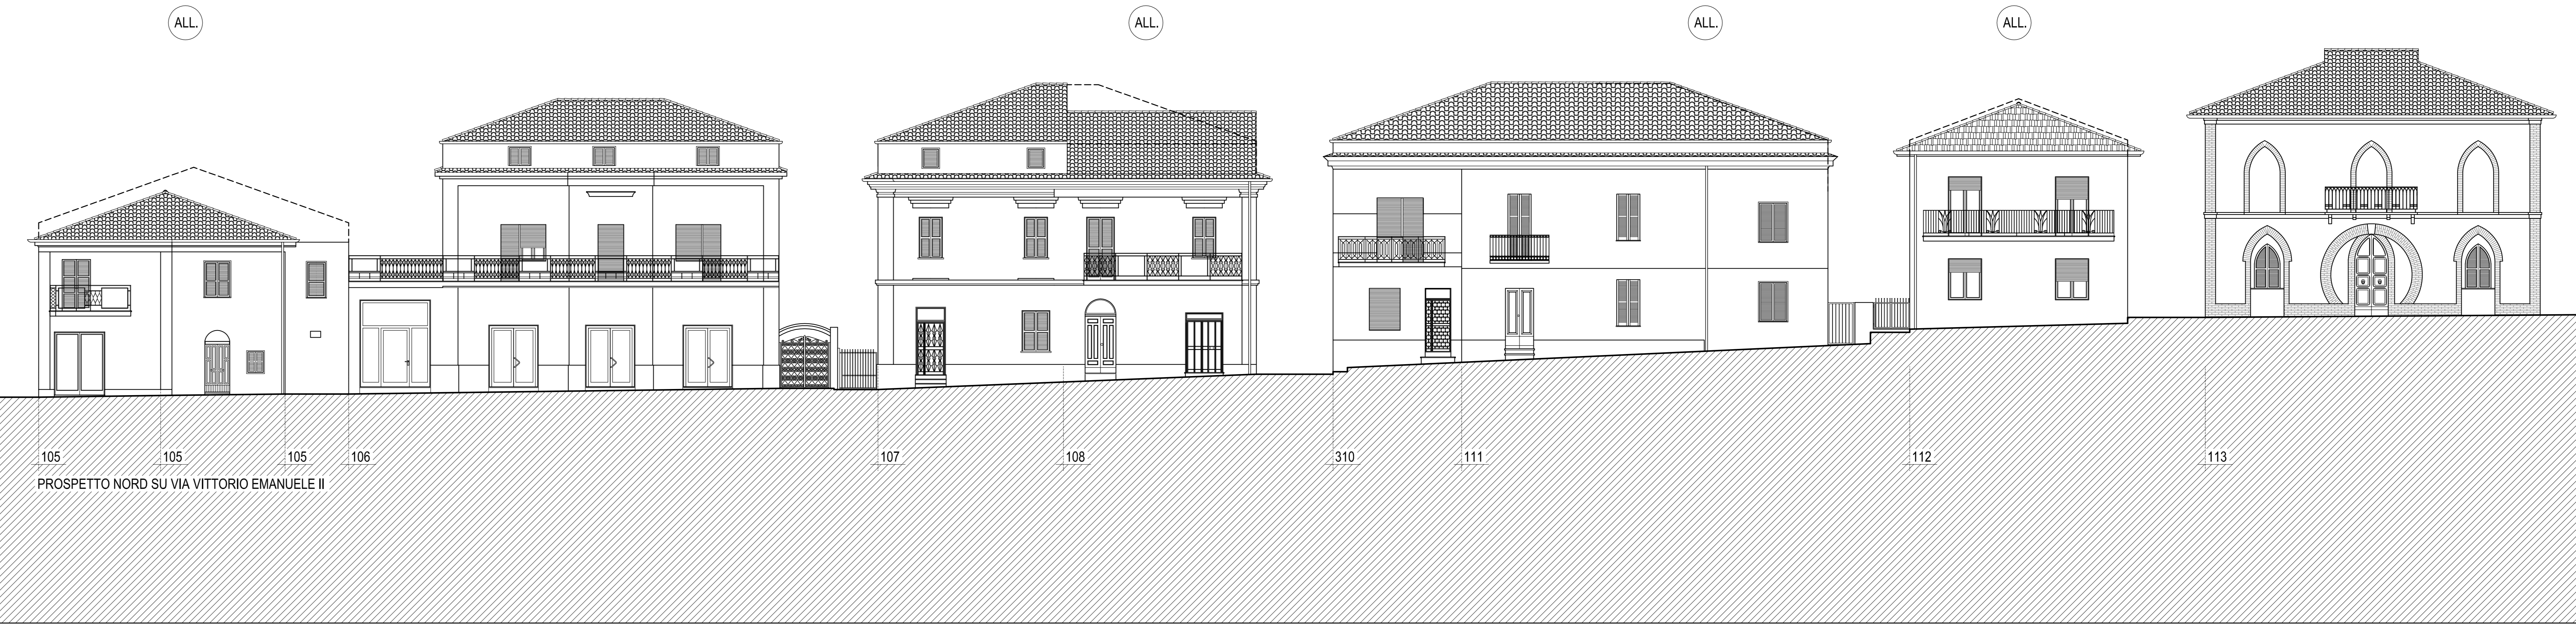 ALL. ALL. ALL. ALL.
105 105 105 106 107 108 310 111 112 113
PROSPETTO NORD SU VIA VITTORIO EMANUELE II